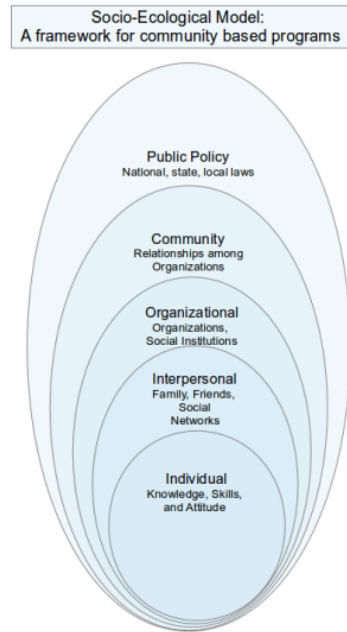 Socio-Ecological Model:
A framework for community based programs
Public Policy
National, state, local laws
Community
Relationships among
Organizations
Organizational
Organizations,
Social Institutions
Interpersonal
Family, Friends,
Social
Networks
Individual
Knowledge, Skills,
and Attitude